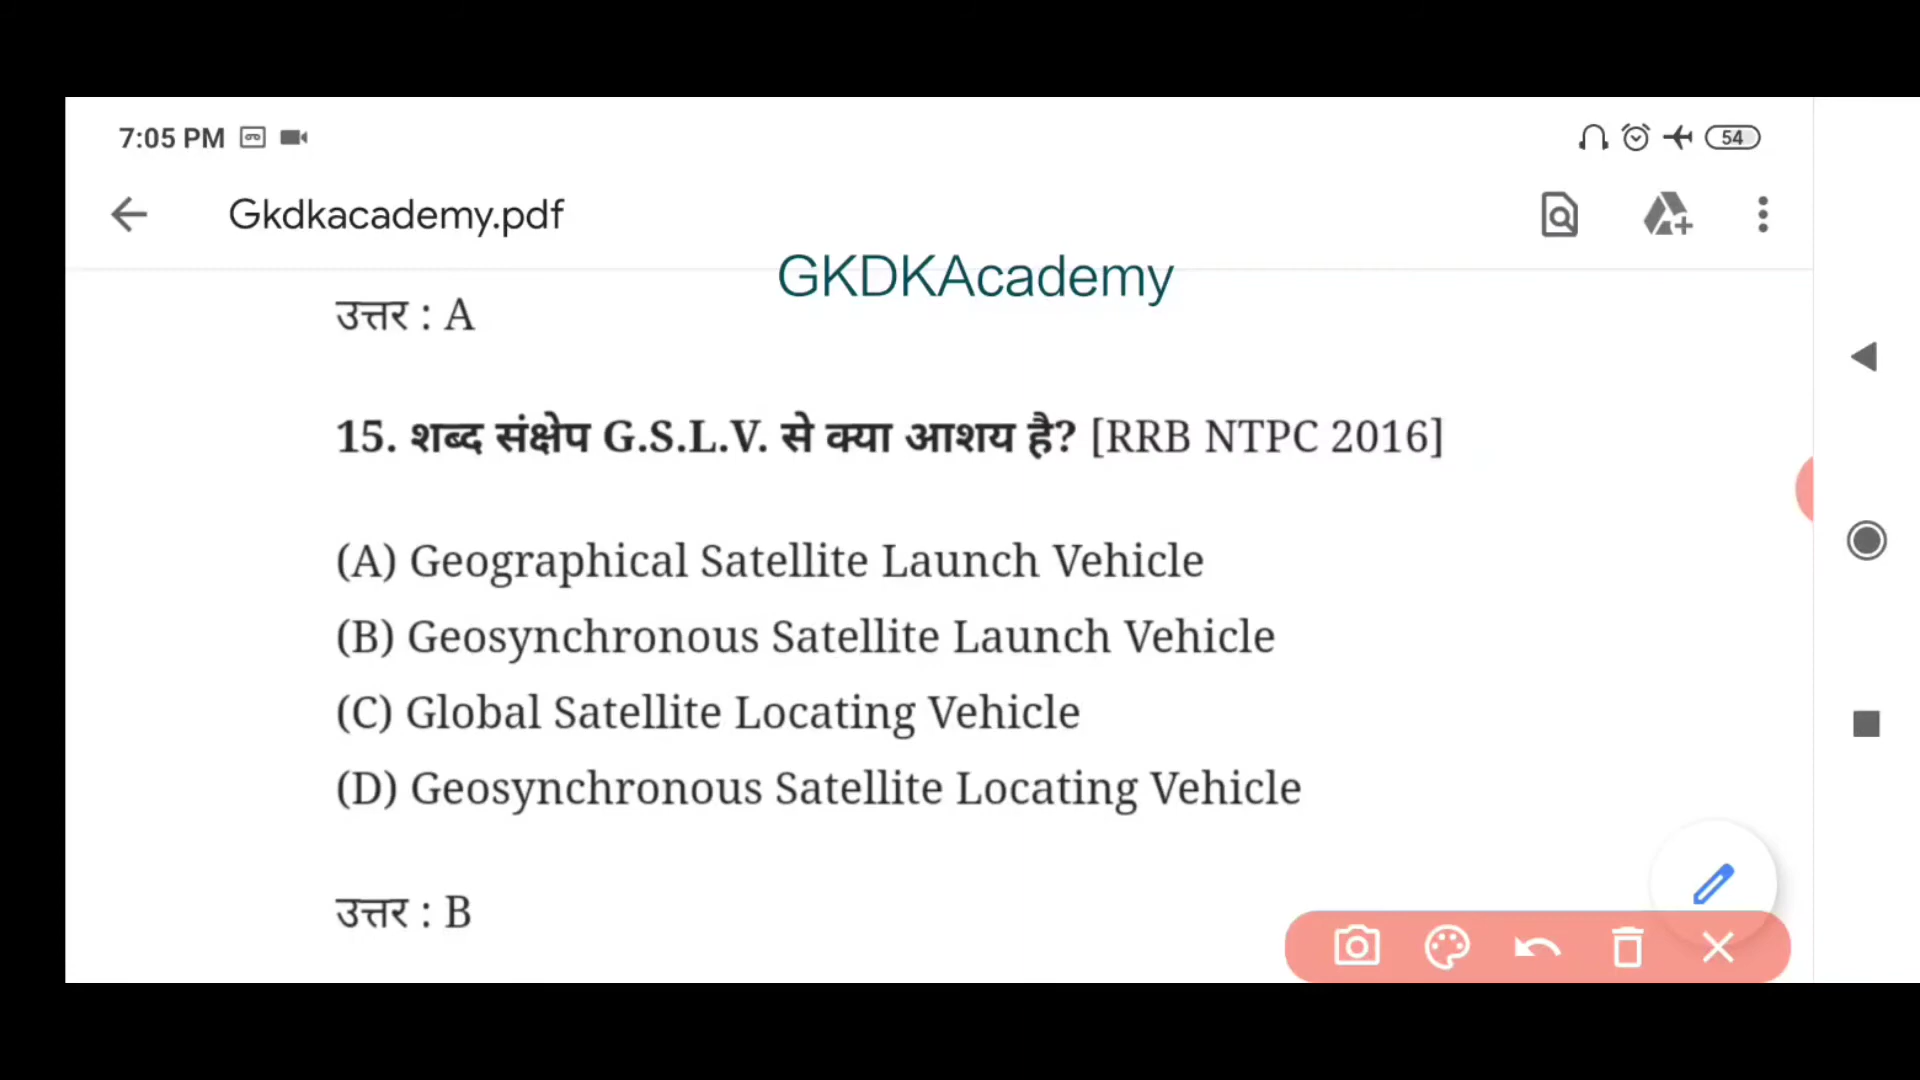 7:05 PM
54
Gkdkacademy.pdf
GKDKAcademy
उत्तर : A
15. शब्द संक्षेप G.S.L.V. से क्या आशय है? [RRB NTPC 2016]
(A) Geographical Satellite Launch Vehicle
(B) Geosynchronous Satellite Launch Vehicle
(C) Global Satellite Locating Vehicle
(D) Geosynchronous Satellite Locating Vehicle
उत्तर : B